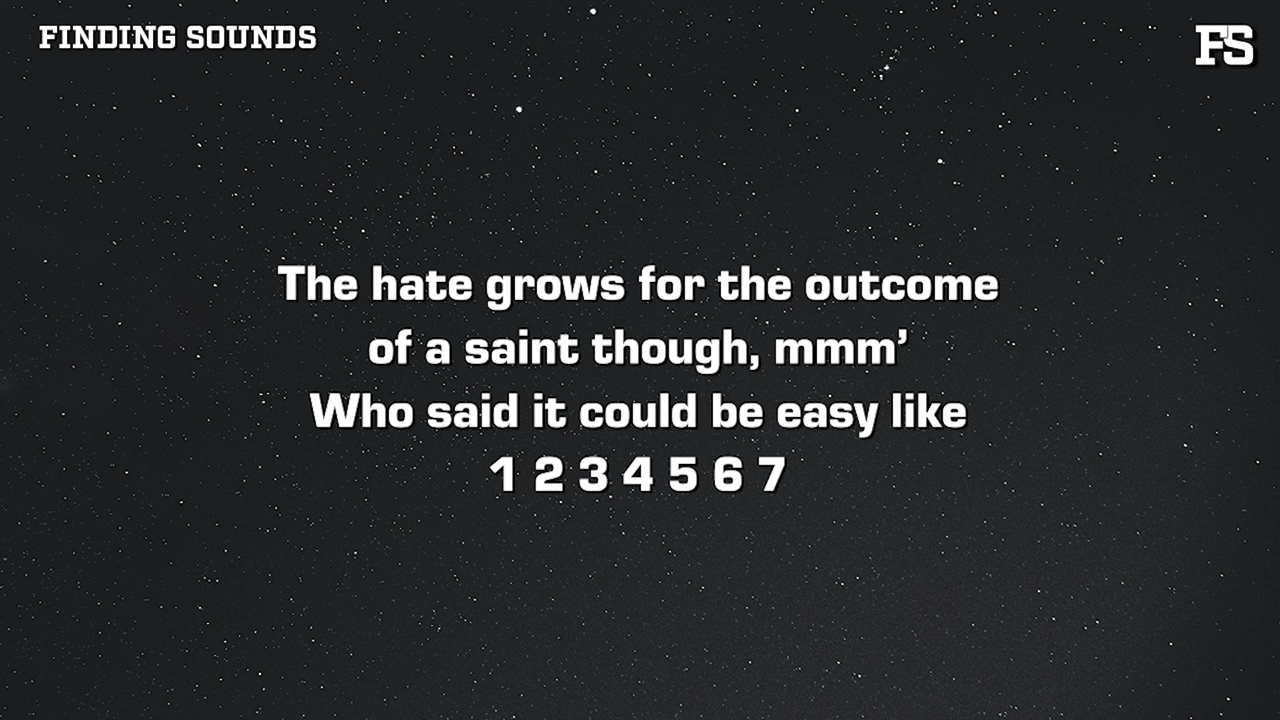 FINDING SOUNDS
FS
The hate grows for the outcome
of a saint though, mmm’
Who said it could be easy like
1 2 3 4 5 6 7